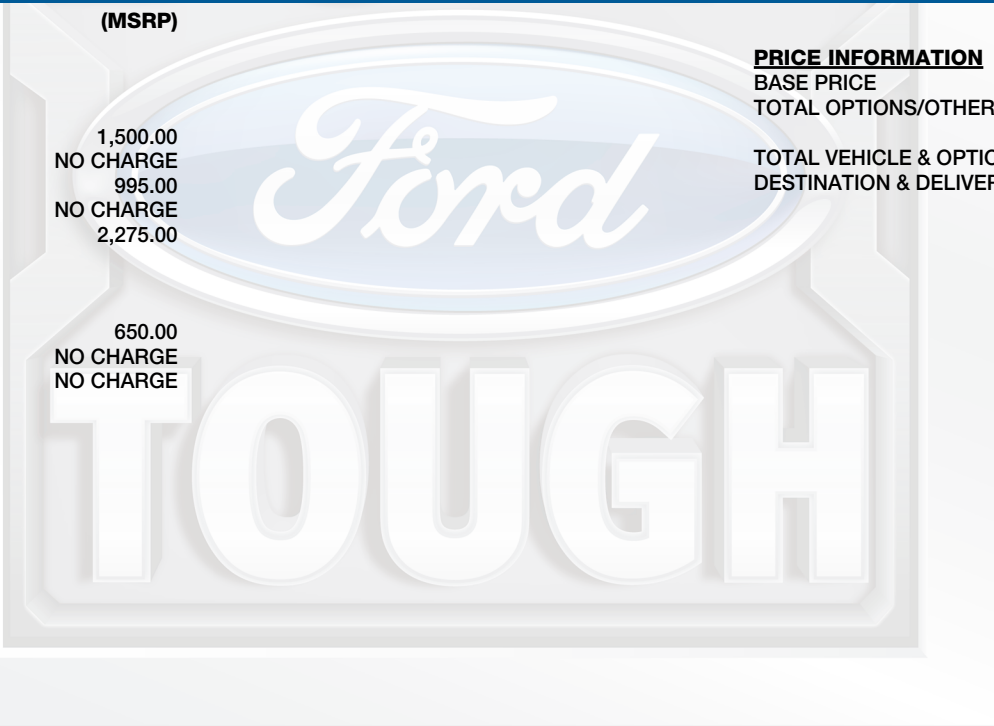 (MSRP)
1,500.00
NO CHARGE
995.00
NO CHARGE
2,275.00
650.00
NO CHARGE
NO CHARGE
PRICE INFORMATION
BASE PRICE
TOTAL OPTIONS/OTHER
TOTAL VEHICLE & OPTIO
DESTINATION & DELIVER
Ford
TOUGH